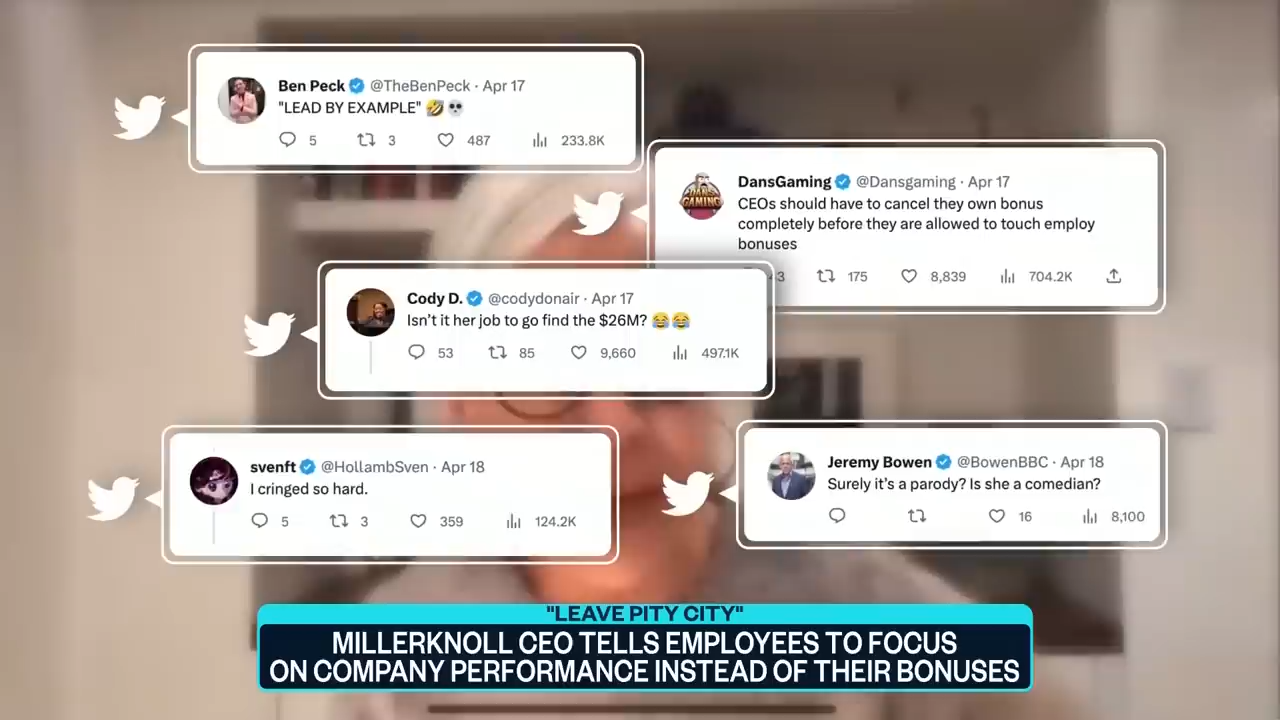 Ben Peck @TheBenPeck · Apr 17
"LEAD BY EXAMPLE" 🤣💀
5 3 487 233.8K
DansGaming @Dansgaming · Apr 17
CEOs should have to cancel they own bonus
completely before they are allowed to touch employ
bonuses
3 175 8,839 704.2K
Cody D. @codydonair · Apr 17
Isn't it her job to go find the $26M? 😂😂
53 85 9,660 497.1K
svenft @HollambSven · Apr 18
I cringed so hard.
5 3 359 124.2K
Jeremy Bowen @BowenBBC · Apr 18
Surely it's a parody? Is she a comedian?
16 8,100
"LEAVE PITY CITY"
MILLERKNOLL CEO TELLS EMPLOYEES TO FOCUS
ON COMPANY PERFORMANCE INSTEAD OF THEIR BONUSES